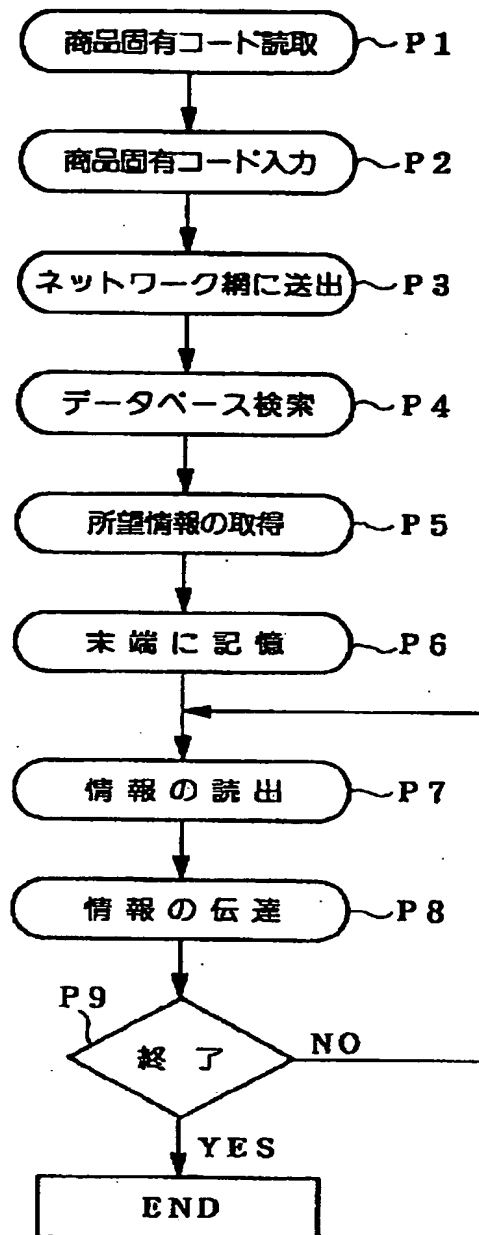 商品固有コード読取 P1
商品固有コード入力 P2
ネットワーク網に送出 P3
データベース検索 P4
所望情報の取得 P5
末端に記憶 P6
情報の読出 P7
情報の伝達 P8
P9
終了 NO
YES
END